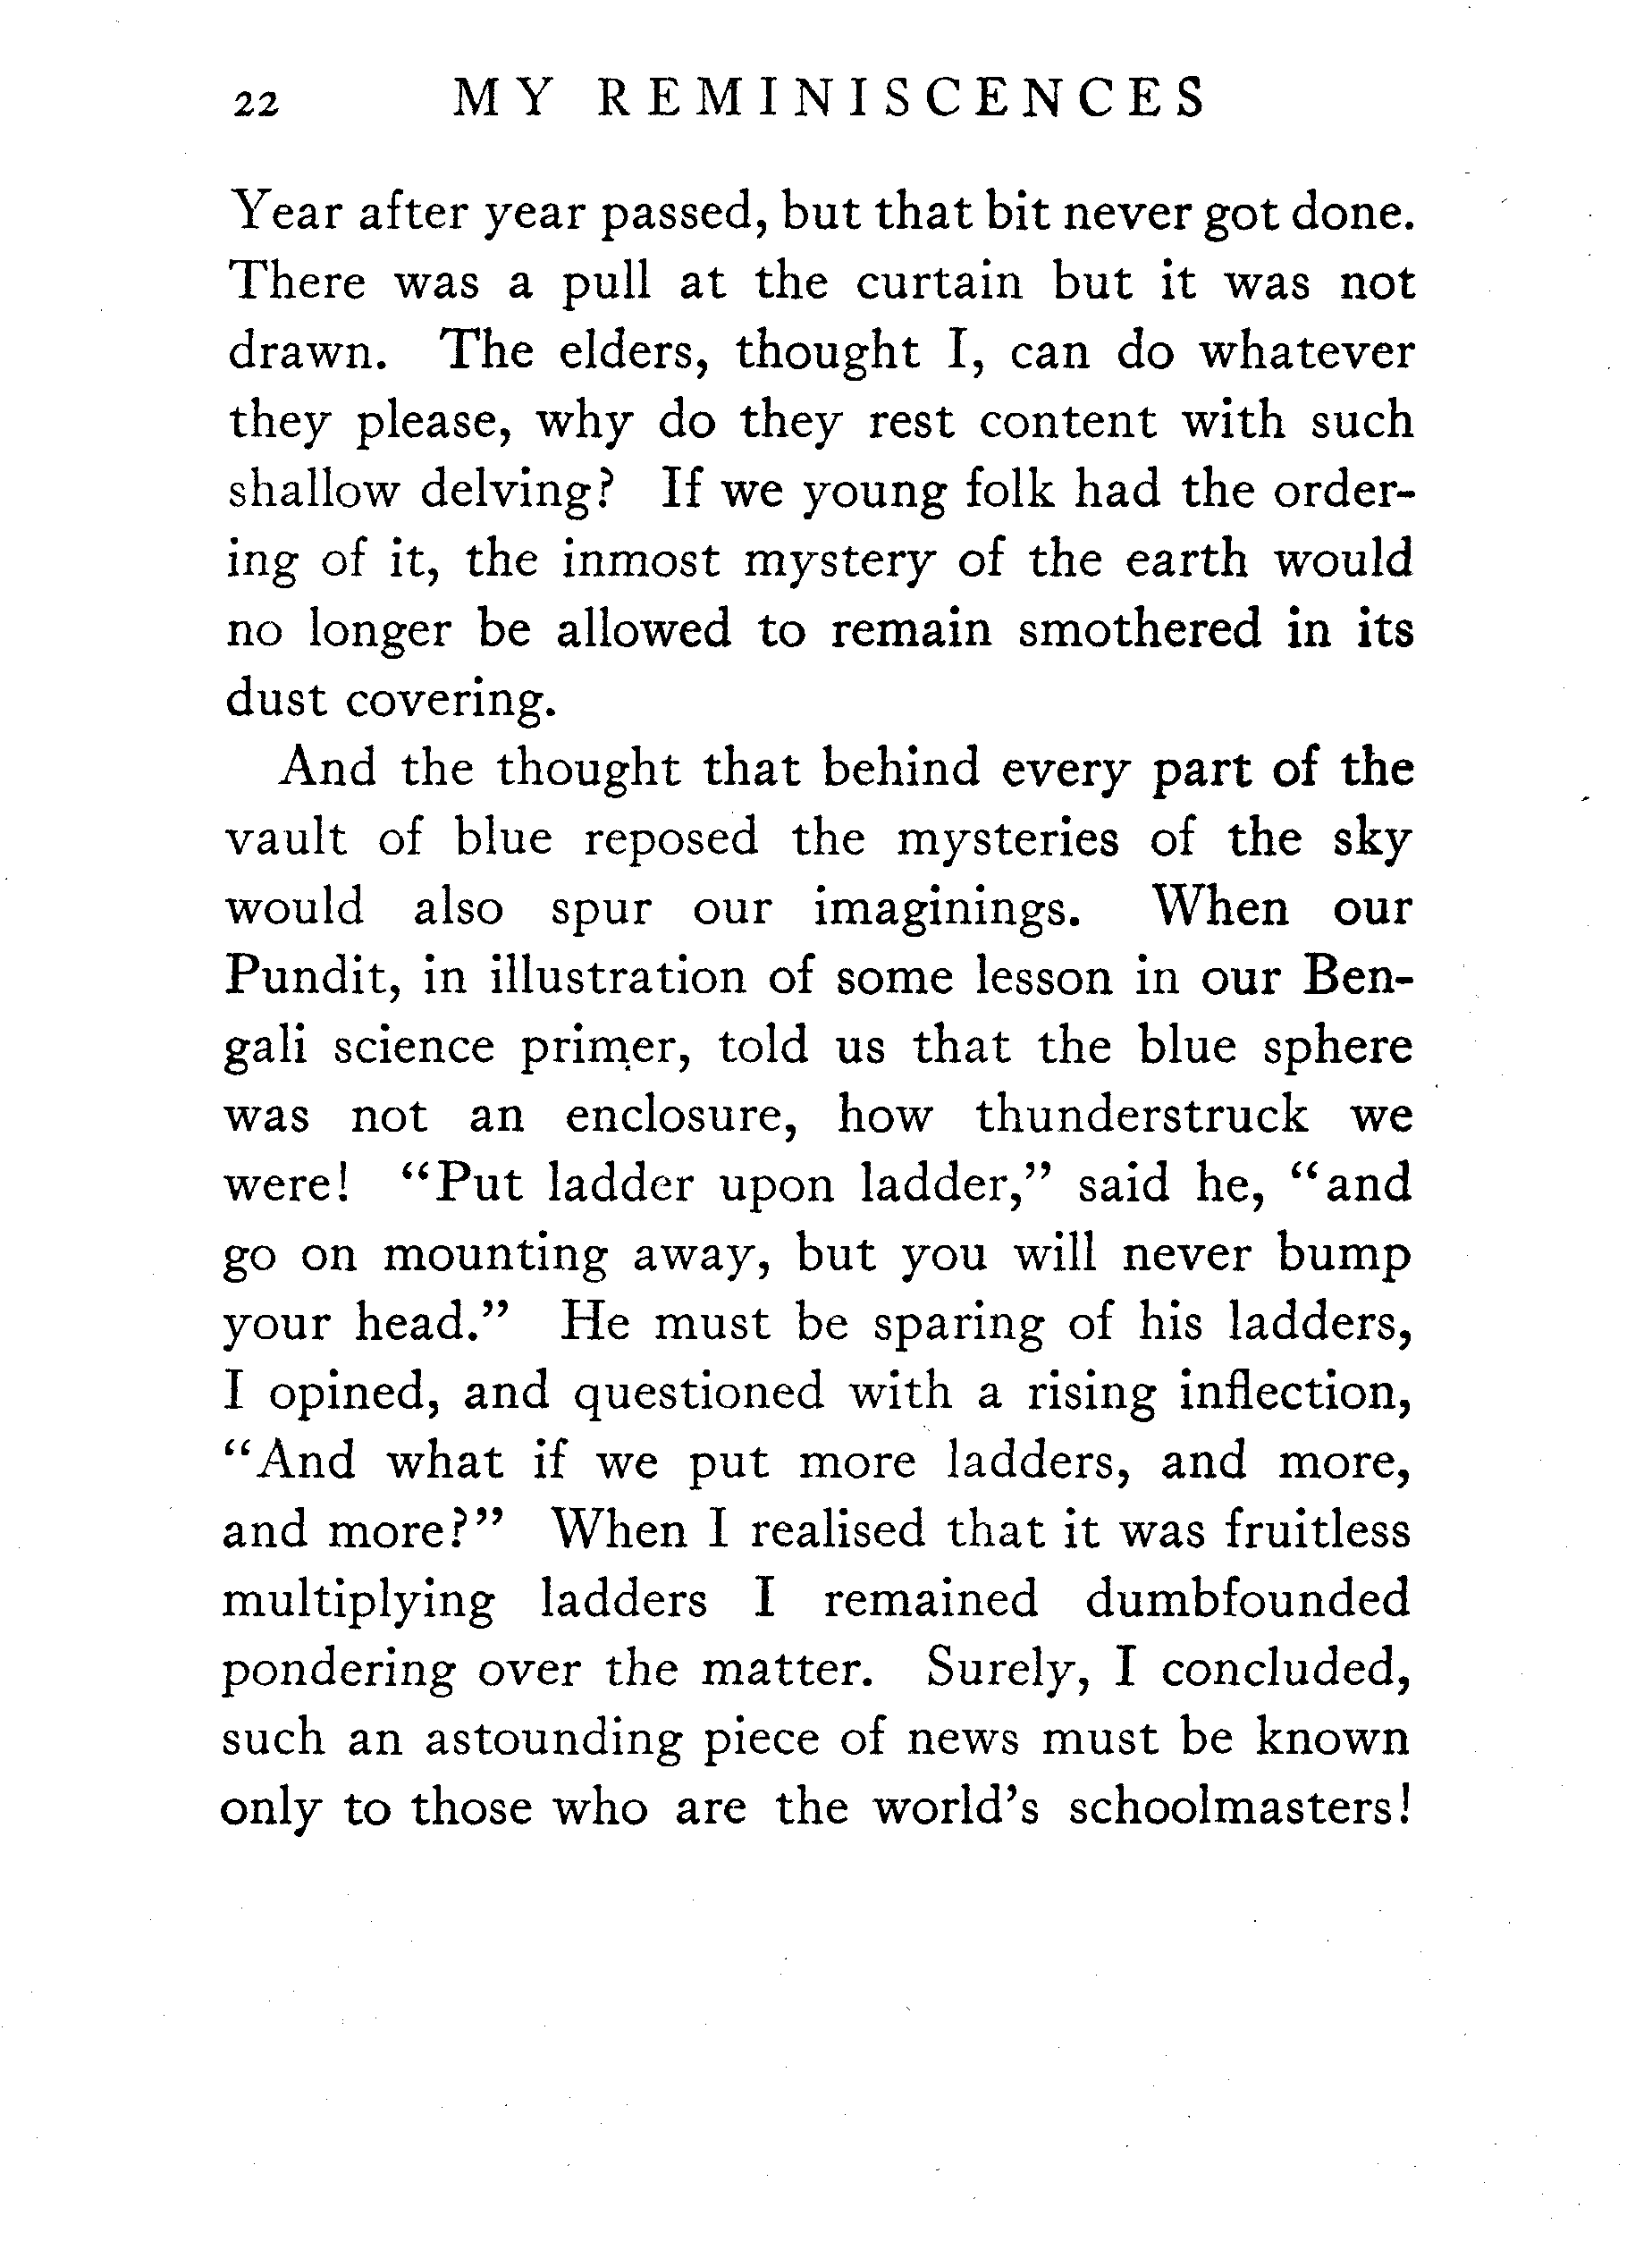 22 MY REMINISCENCES
Year after year passed, but that bit never got done.
There was a pull at the curtain but it was not
drawn. The elders, thought I, can do whatever
they please, why do they rest content with such
shallow delving? If we young folk had the order-
ing of it, the inmost mystery of the earth would
no longer be allowed to remain smothered in its
dust covering.
And the thought that behind every part of the
vault of blue reposed the mysteries of the sky
would also spur our imaginings. When our
Pundit, in illustration of some lesson in our Ben-
gali science primer, told us that the blue sphere
was not an enclosure, how thunderstruck we
were! “Put ladder upon ladder,” said he, “and
go on mounting away, but you will never bump
your head.” He must be sparing of his ladders,
I opined, and questioned with a rising inflection,
“And what if we put more ladders, and more,
and more?” When I realised that it was fruitless
multiplying ladders I remained dumbfounded
pondering over the matter. Surely, I concluded,
such an astounding piece of news must be known
only to those who are the world’s schoolmasters!